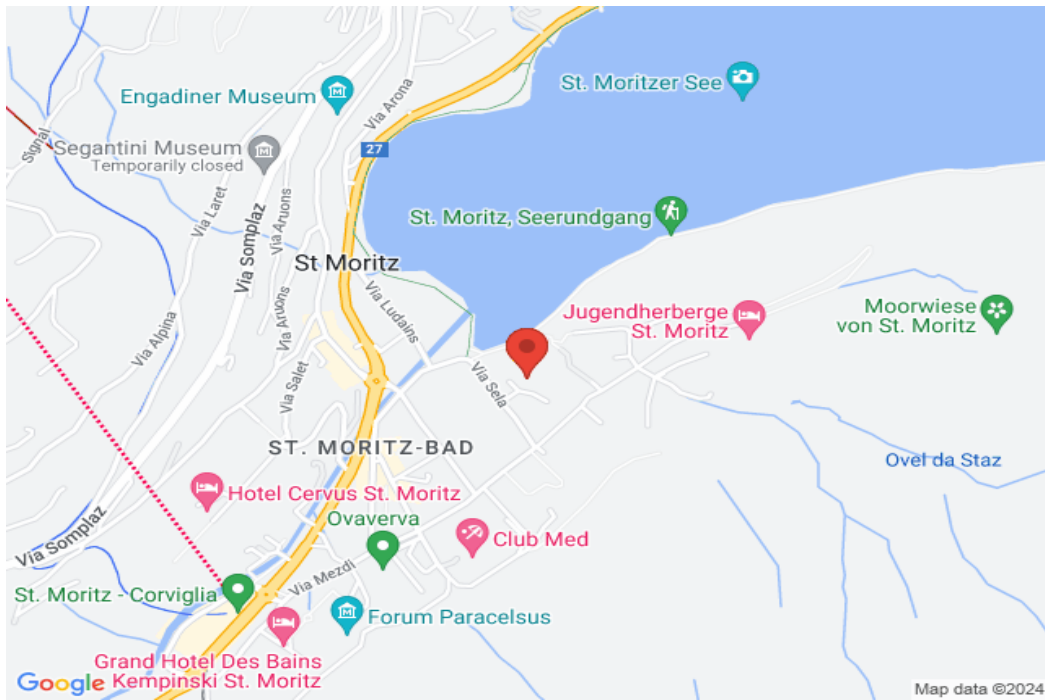 St. Moritzer See
Engadiner Museum
Via Arona
Signal
Segantini Museum
Temporarily closed
27
Via Laret
Via Aruons
Via Somplaz
St. Moritz, Seerundgang
St Moritz
Via Ludains
Via Aruons
Via Alpina
Jugendherberge
St. Moritz
Moorwiese
von St. Moritz
Via Salet
Via Sela
ST. MORITZ-BAD
Ovel da Staz
Hotel Cervus St. Moritz
Ovaverva
Club Med
Via Somplaz
Via Mezdi
St. Moritz - Corviglia
Forum Paracelsus
Grand Hotel Des Bains
Kempinski St. Moritz
Google
Map data ©2024